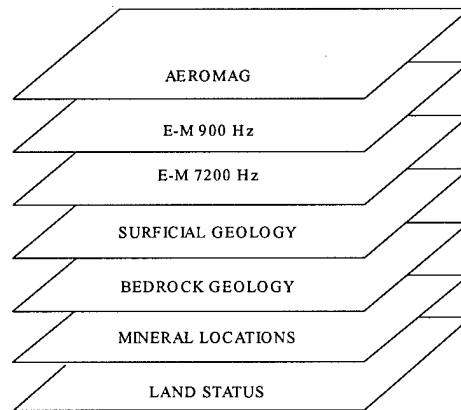 AEROMAG
E-M 900 Hz
E-M 7200 Hz
SURFICIAL GEOLOGY
BEDROCK GEOLOGY
MINERAL LOCATIONS
LAND STATUS